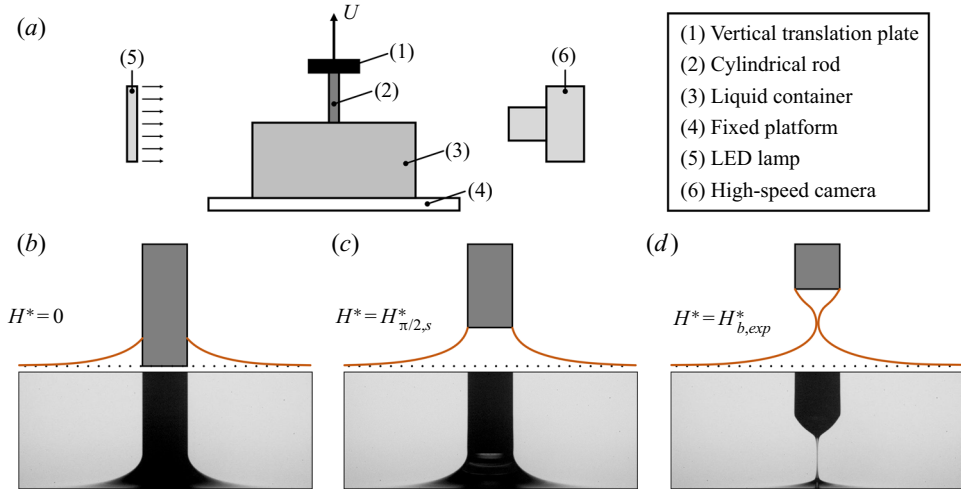 (a)
U
(1)
(2)
(3)
(4)
(5)
(6)
(1) Vertical translation plate
(2) Cylindrical rod
(3) Liquid container
(4) Fixed platform
(5) LED lamp
(6) High-speed camera
(b)
H* = 0
(c)
H* = H*π/2,s
(d)
H* = H*b,exp